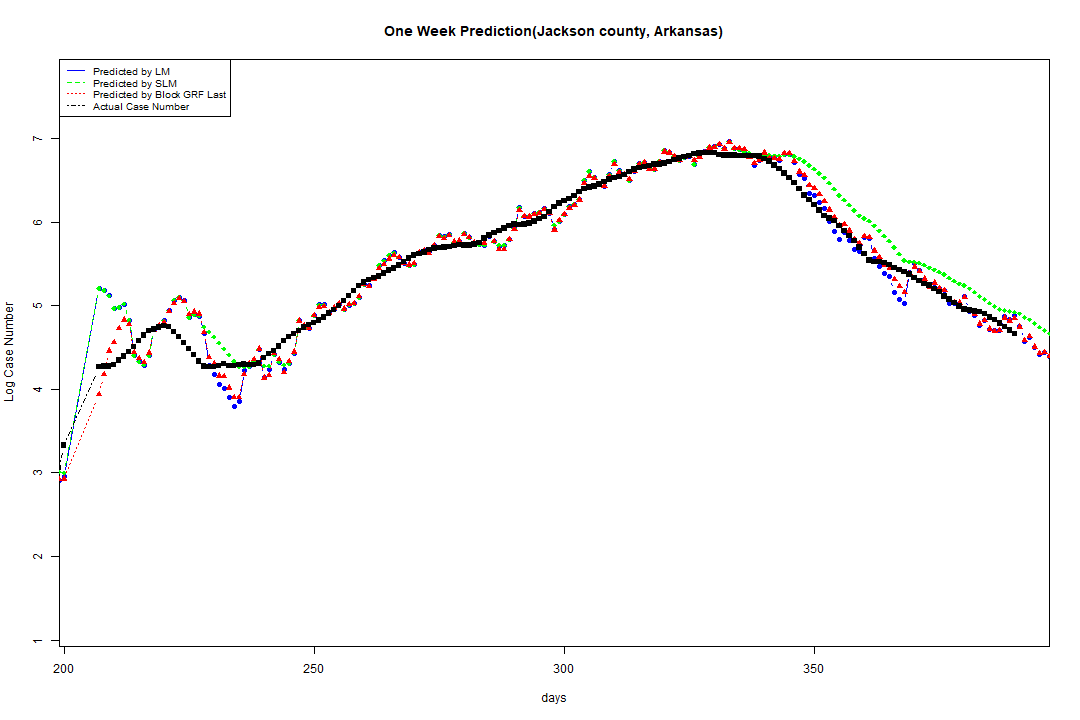 One Week Prediction(Jackson county, Arkansas)
Predicted by LM
Predicted by SLM
Predicted by Block GRF Last
Actual Case Number
Log Case Number
7
6
5
4
3
2
1
200 250 300 350
days